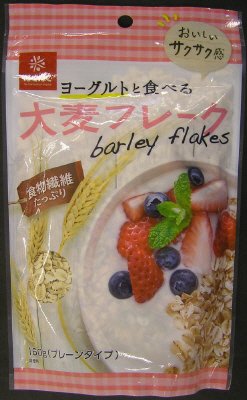 おいしい
サクサク感
ヨーグルトと食べる
大麦フレーク
barley flakes
食物繊維
たっぷり
150g(プレーンタイプ)